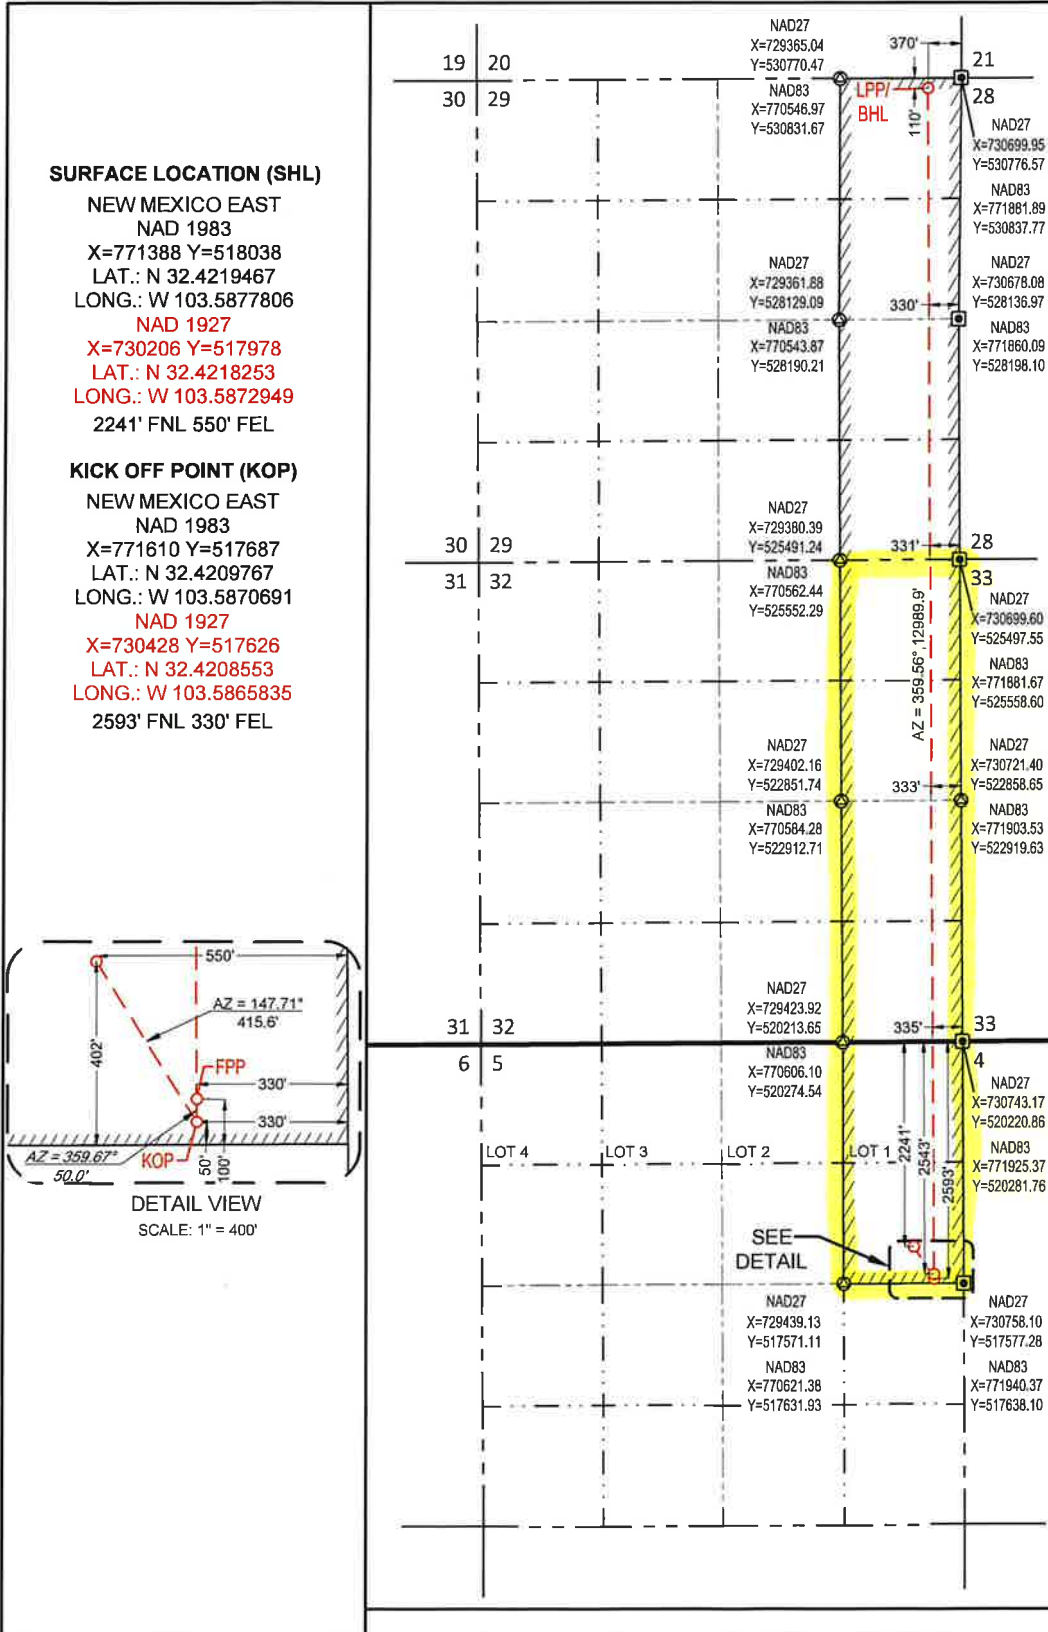 SURFACE LOCATION (SHL)
NEW MEXICO EAST
NAD 1983
X=771388 Y=518038
LAT.: N 32.4219467
LONG.: W 103.5877806
NAD 1927
X=730206 Y=517978
LAT.: N 32.4218253
LONG.: W 103.5872949
2241' FNL 550' FEL
KICK OFF POINT (KOP)
NEW MEXICO EAST
NAD 1983
X=771610 Y=517687
LAT.: N 32.4209767
LONG.: W 103.5870691
NAD 1927
X=730428 Y=517626
LAT.: N 32.4208553
LONG.: W 103.5865835
2593' FNL 330' FEL
550'
AZ = 147.71°
415.6'
402'
FPP
330'
330'
KOP
AZ = 359.67°
50.0'
50'
100'
DETAIL VIEW
SCALE: 1" = 400'
19 20
30 29
NAD27
X=729365.04
Y=530770.47
NAD83
X=770546.97
Y=530831.67
370'
LPP/
BHL
110'
21
28
NAD27
X=730699.95
Y=530776.57
NAD83
X=771881.89
Y=530837.77
NAD27
X=729361.88
Y=528129.09
NAD83
X=770543.87
Y=528190.21
330'
NAD27
X=730678.08
Y=528136.97
NAD83
X=771860.09
Y=528198.10
30 29
31 32
NAD27
X=729380.39
Y=525491.24
NAD83
X=770562.44
Y=525552.29
331'
28
33
NAD27
X=730699.60
Y=525497.55
NAD83
X=771881.67
Y=525558.60
AZ = 359.56°,12989.9'
NAD27
X=729402.16
Y=522851.74
NAD83
X=770584.28
Y=522912.71
333'
NAD27
X=730721.40
Y=522858.65
NAD83
X=771903.53
Y=522919.63
31 32
6 5
NAD27
X=729423.92
Y=520213.65
NAD83
X=770606.10
Y=520274.54
335'
33
4
NAD27
X=730743.17
Y=520220.86
NAD83
X=771925.37
Y=520281.76
LOT 4
LOT 3
LOT 2
LOT 1
2241'
2543'
2593'
SEE
DETAIL
NAD27
X=729439.13
Y=517571.11
NAD83
X=770621.38
Y=517631.93
NAD27
X=730758.10
Y=517577.28
NAD83
X=771940.37
Y=517638.10